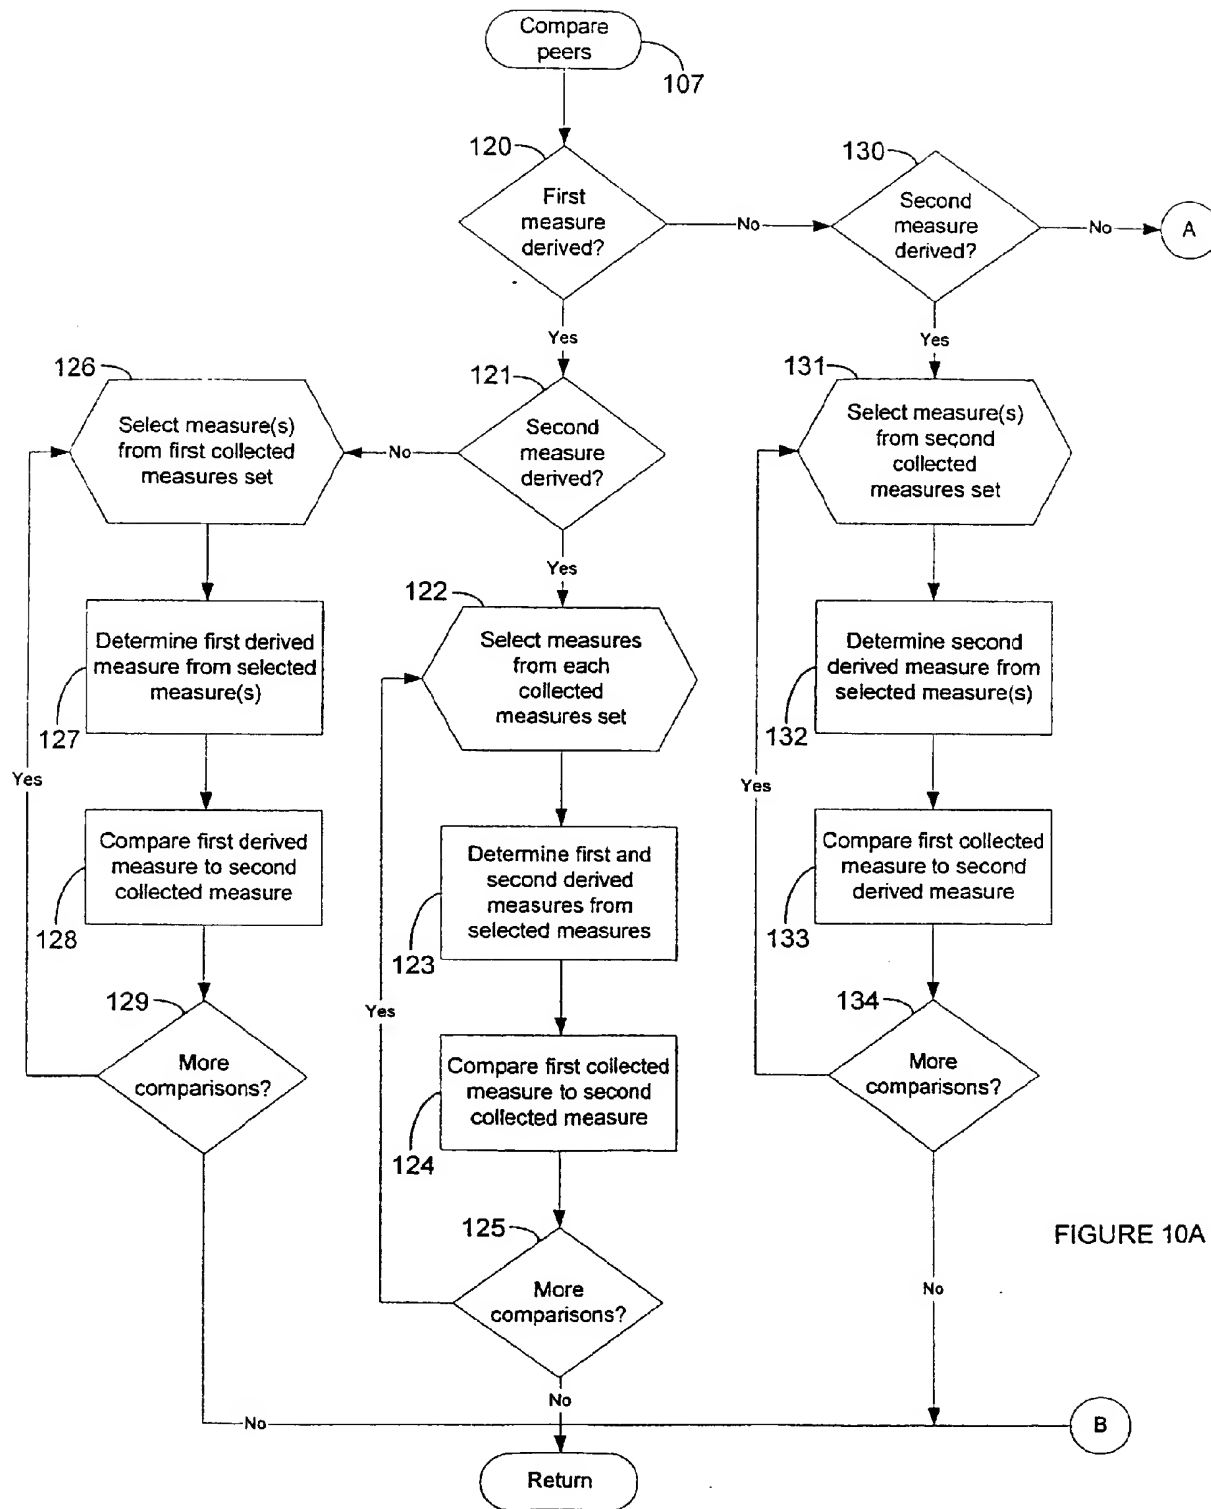 Compare
peers
107
120
First
measure
derived?
No
130
Second
measure
derived?
No
A
Yes
Yes
126
Select measure(s)
from first collected
measures set
121
Second
measure
derived?
No
131
Select measure(s)
from second
collected
measures set
Yes
122
Select measures
from each
collected
measures set
Determine first derived
measure from selected
measure(s)
127
Determine second
derived measure from
selected measure(s)
132
Yes
Yes
Compare first derived
measure to second
collected measure
128
Determine first and
second derived
measures from
selected measures
123
Compare first collected
measure to second
derived measure
133
129
More
comparisons?
Yes
Compare first collected
measure to second
collected measure
124
134
More
comparisons?
125
More
comparisons?
FIGURE 10A
No
No
No
B
Return